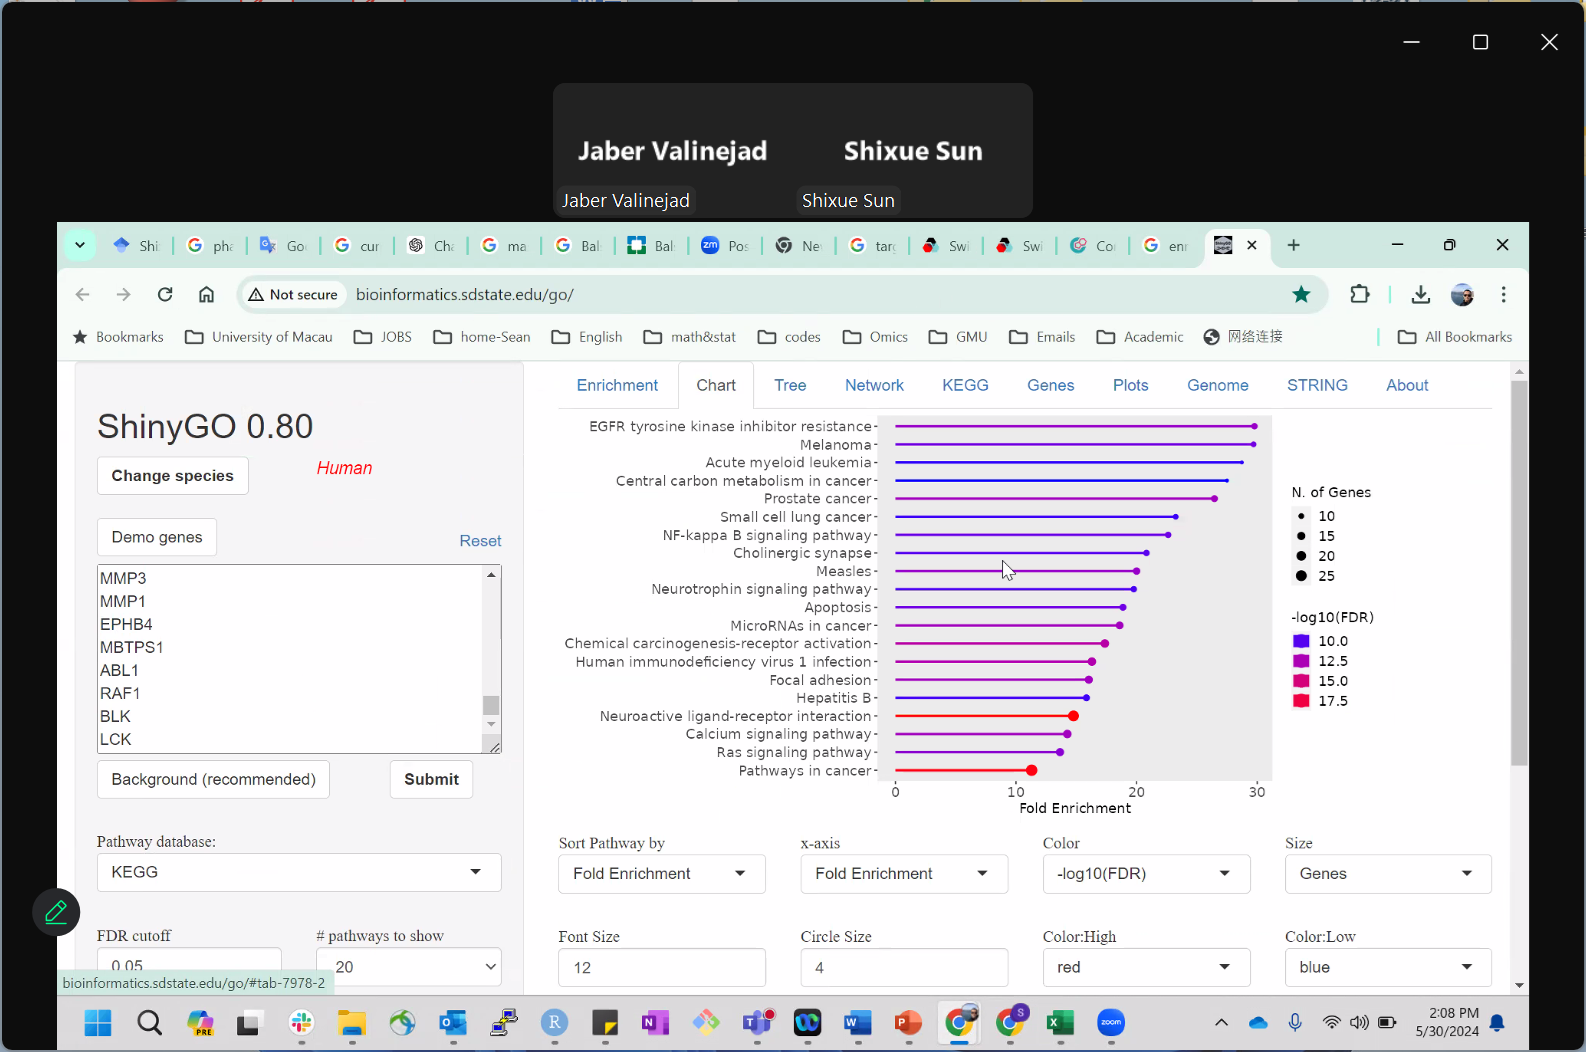 Jaber Valinejad
Shixue Sun
Jaber Valinejad
Shixue Sun
Shi
pha
Go
cur
Cha
ma
Bal
Bal
zm
Pos
Ne
tar
Swi
Swi
Co
enr
Not secure
bioinformatics.sdstate.edu/go/
Bookmarks
University of Macau
JOBS
home-Sean
English
math&stat
codes
Omics
GMU
Emails
Academic
网络连接
All Bookmarks
ShinyGO 0.80
Change species
Human
Demo genes
Reset
MMP3
MMP1
EPHB4
MBTPS1
ABL1
RAF1
BLK
LCK
Background (recommended)
Submit
Pathway database:
KEGG
FDR cutoff
# pathways to show
0.05
20
bioinformatics.sdstate.edu/go/#tab-7978-2
Enrichment
Chart
Tree
Network
KEGG
Genes
Plots
Genome
STRING
About
EGFR tyrosine kinase inhibitor resistance
Melanoma
Acute myeloid leukemia
Central carbon metabolism in cancer
Prostate cancer
Small cell lung cancer
NF-kappa B signaling pathway
Cholinergic synapse
Measles
Neurotrophin signaling pathway
Apoptosis
MicroRNAs in cancer
Chemical carcinogenesis-receptor activation
Human immunodeficiency virus 1 infection
Focal adhesion
Hepatitis B
Neuroactive ligand-receptor interaction
Calcium signaling pathway
Ras signaling pathway
Pathways in cancer
0 10 20 30
Fold Enrichment
N. of Genes
10
15
20
25
-log10(FDR)
10.0
12.5
15.0
17.5
Sort Pathway by
x-axis
Color
Size
Fold Enrichment
Fold Enrichment
-log10(FDR)
Genes
Font Size
Circle Size
Color:High
Color:Low
12
4
red
blue
PRE
zoom
2:08 PM
5/30/2024